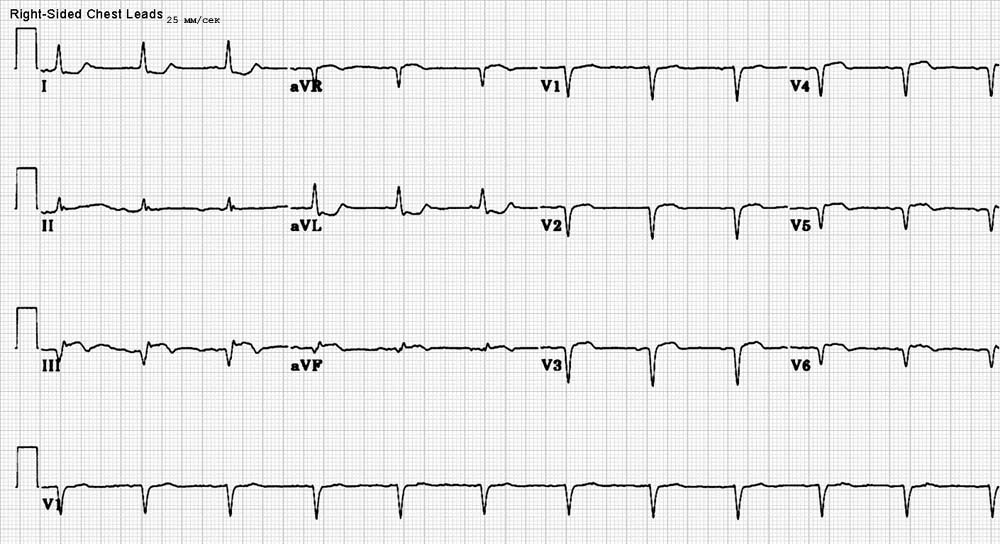 Right-Sided Chest Leads 25 мм/сек
I aVR V1 V4
II aVL V2 V5
III aVF V3 V6
V1